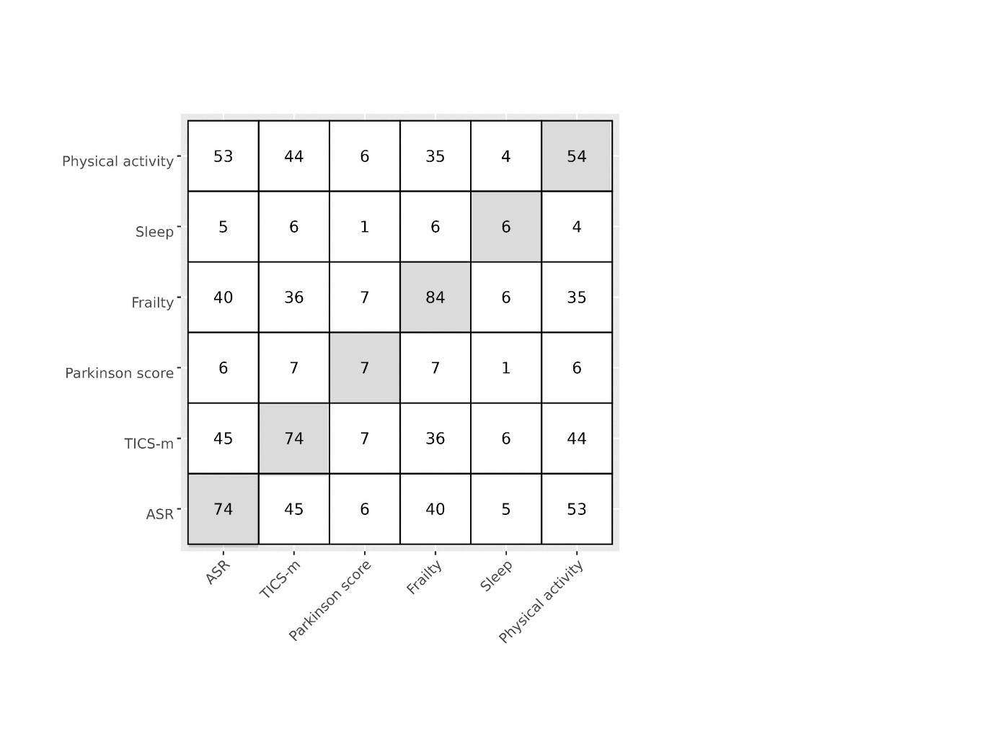 Physical activity 53 44 6 35 4 54
Sleep 5 6 1 6 6 4
Frailty 40 36 7 84 6 35
Parkinson score 6 7 7 7 1 6
TICS-m 45 74 7 36 6 44
ASR 74 45 6 40 5 53
ASR TICS-m Parkinson score Frailty Sleep Physical activity